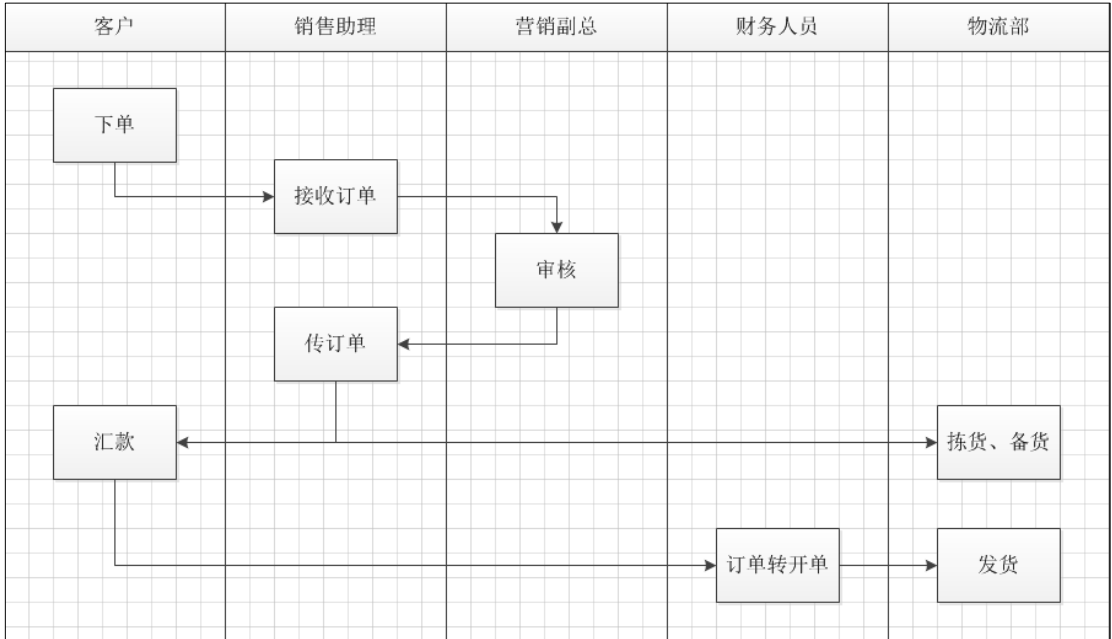 客户
销售助理
营销副总
财务人员
物流部
下单
接收订单
审核
传订单
汇款
拣货、备货
订单转开单
发货